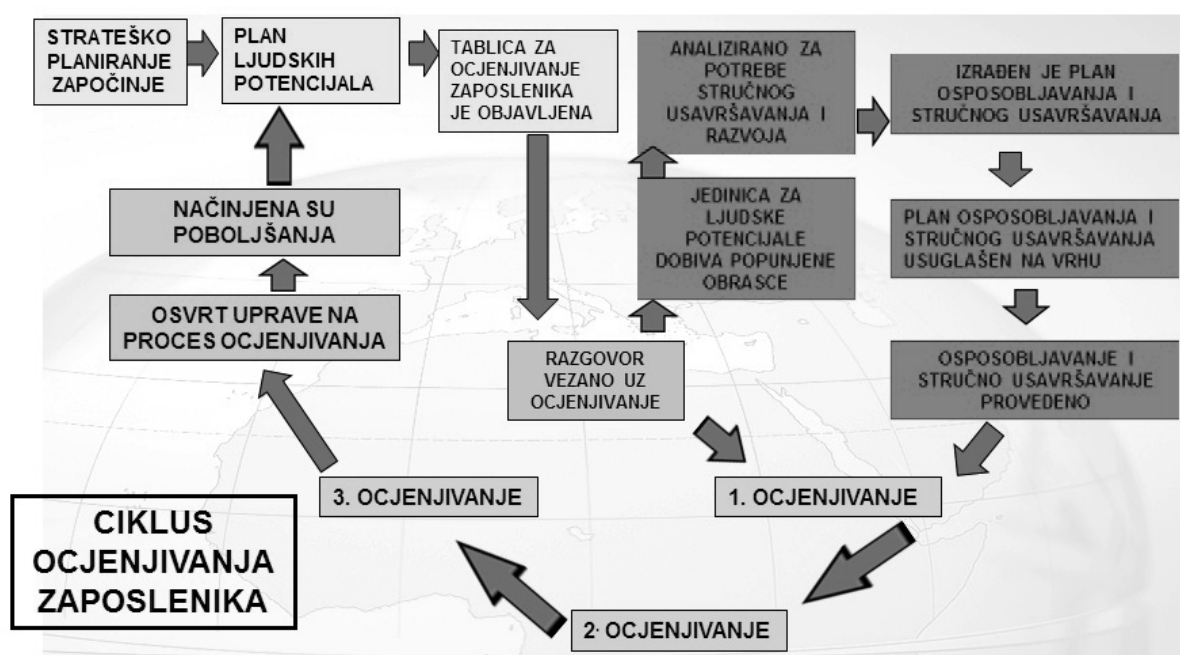 STRATEŠKO
PLANIRANJE
ZAPOČINJE
PLAN
LJUDSKIH
POTENCIJALA
TABLICA ZA
OCJENJIVANJE
ZAPOSLENIKA
JE OBJAVLJENA
ANALIZIRANO ZA
POTREBE
STRUČNOG
USAVRŠAVANJA I
RAZVOJA
IZRAĐEN JE PLAN
OSPOSOBLJAVANJA I
STRUČNOG USAVRŠAVANJA
NAČINJENA SU
POBOLJŠANJA
JEDINICA ZA
LJUDSKE
POTENCIJALE
DOBIVA POPUNJENE
OBRASCE
PLAN OSPOSOBLJAVANJA I
STRUČNOG USAVRŠAVANJA
USUGLAŠEN NA VRHU
OSVRT UPRAVE NA
PROCES OCJENJIVANJA
RAZGOVOR
VEZANO UZ
OCJENJIVANJE
OSPOSOBLJAVANJE I
STRUČNO USAVRŠAVANJE
PROVEDENO
3. OCJENJIVANJE
1. OCJENJIVANJE
CIKLUS
OCJENJIVANJA
ZAPOSLENIKA
2. OCJENJIVANJE